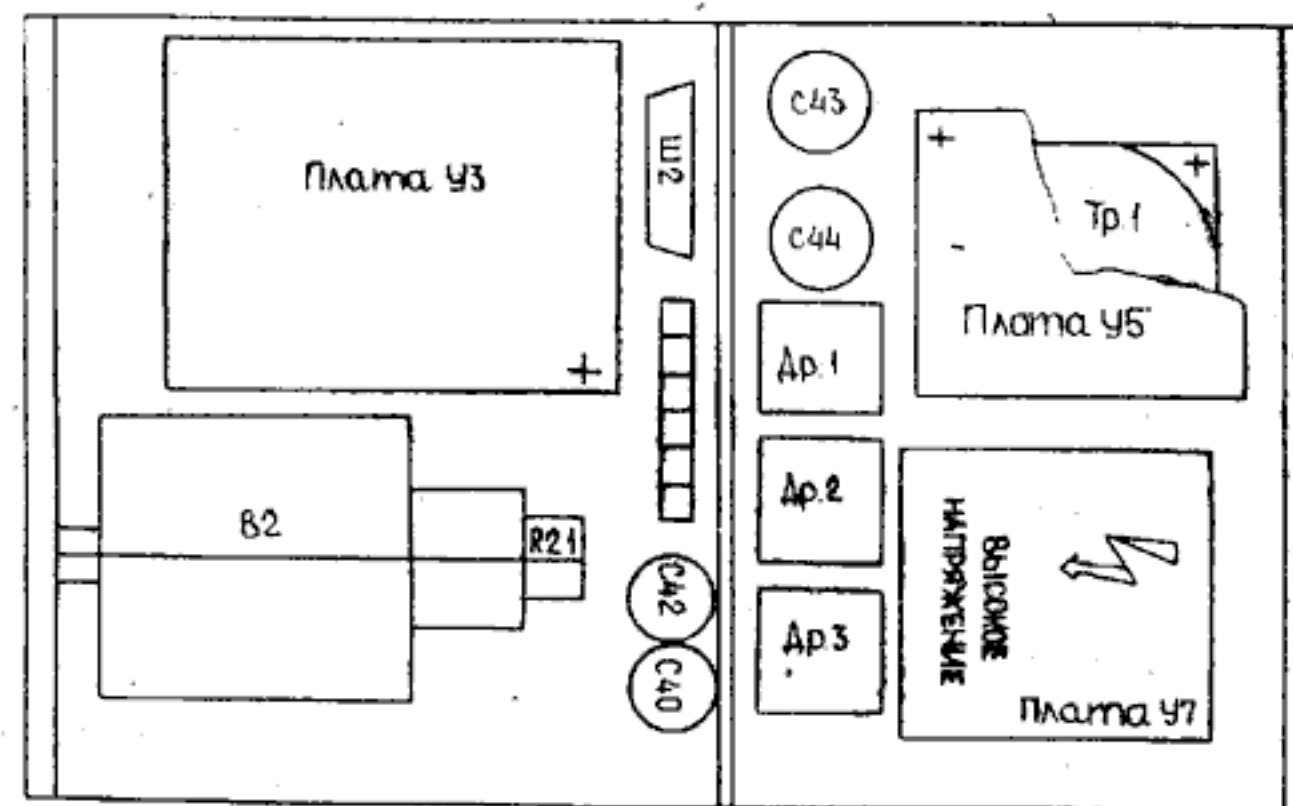 Плата У3
Ш2
В2
R21
С42
С40
С43
С44
Др.1
Др.2
Др.3
+
Тр.1
+
-
Плата У5
+
ВЫСОКОЕ
НАПРЯЖЕНИЕ
Плата У7